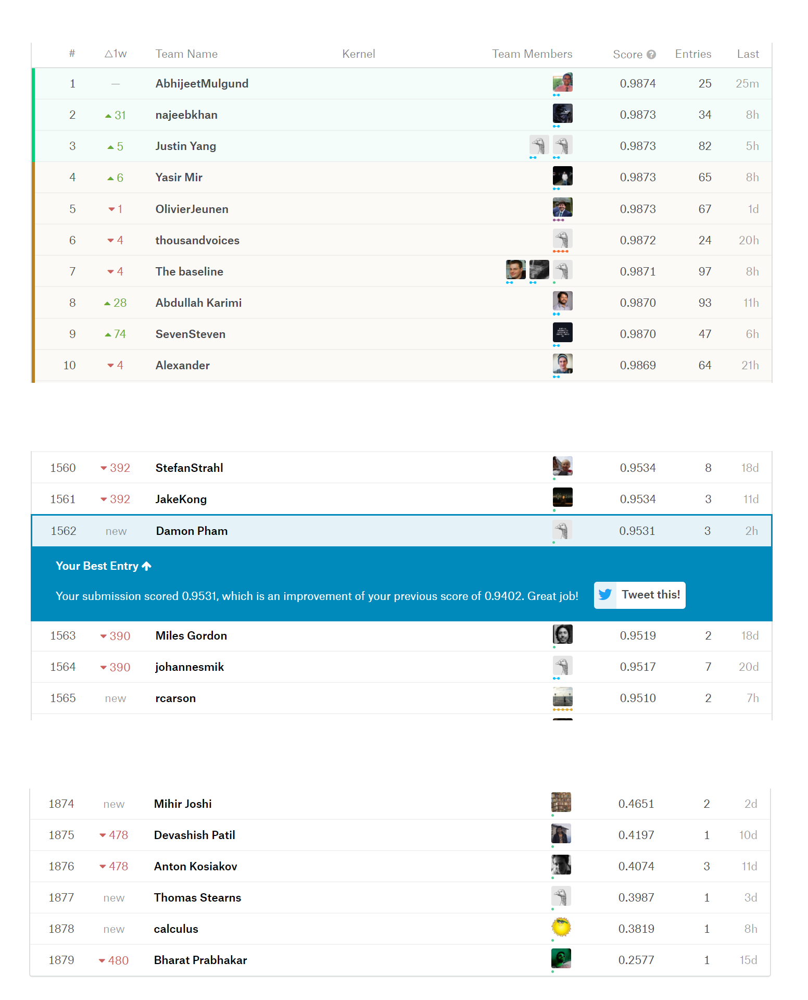 # △1w Team Name Kernel Team Members Score ? Entries Last
1 — AbhijeetMulgund 0.9874 25 25m
2 ▲ 31 najeebkhan 0.9873 34 8h
3 ▲ 5 Justin Yang 0.9873 82 5h
4 ▲ 6 Yasir Mir 0.9873 65 8h
5 ▼ 1 OlivierJeunen 0.9873 67 1d
6 ▼ 4 thousandvoices 0.9872 24 20h
7 ▼ 4 The baseline 0.9871 97 8h
8 ▲ 28 Abdullah Karimi 0.9870 93 11h
9 ▲ 74 SevenSteven 0.9870 47 6h
10 ▼ 4 Alexander 0.9869 64 21h
1560 ▼ 392 StefanStrahl 0.9534 8 18d
1561 ▼ 392 JakeKong 0.9534 3 11d
1562 new Damon Pham 0.9531 3 2h
Your Best Entry ↑
Your submission scored 0.9531, which is an improvement of your previous score of 0.9402. Great job! Tweet this!
1563 ▼ 390 Miles Gordon 0.9519 2 18d
1564 ▼ 390 johannesmik 0.9517 7 20d
1565 new rcarson 0.9510 2 7h
1874 new Mihir Joshi 0.4651 2 2d
1875 ▼ 478 Devashish Patil 0.4197 1 10d
1876 ▼ 478 Anton Kosiakov 0.4074 3 11d
1877 new Thomas Stearns 0.3987 1 3d
1878 new calculus 0.3819 1 8h
1879 ▼ 480 Bharat Prabhakar 0.2577 1 15d